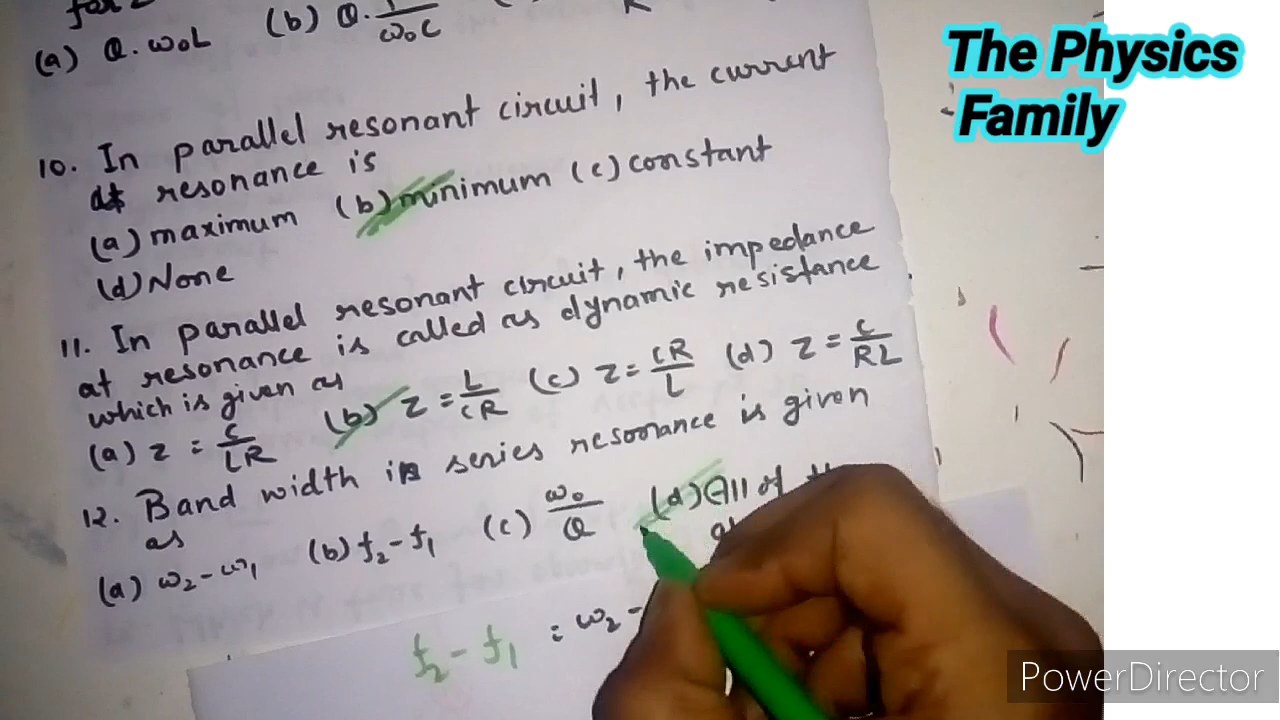 for
(a) Q.ω₀L (b) Q.1/ω₀C
The Physics
Family
10. In parallel resonant circuit, the current
at resonance is
(a) maximum (b) minimum (c) constant
(d) None
11. In parallel resonant circuit, the impedance
at resonance is called as dynamic resistance
which is given as
(a) Z = C/LR (b) Z = L/CR (c) Z = CR/L (d) Z = C/RL
12. Band width in series resonance is given
as
(a) ω₂-ω₁ (b) f₂-f₁ (c) ω₀/Q (d) All of
f₂ - f₁ = ω₂ -
PowerDirector